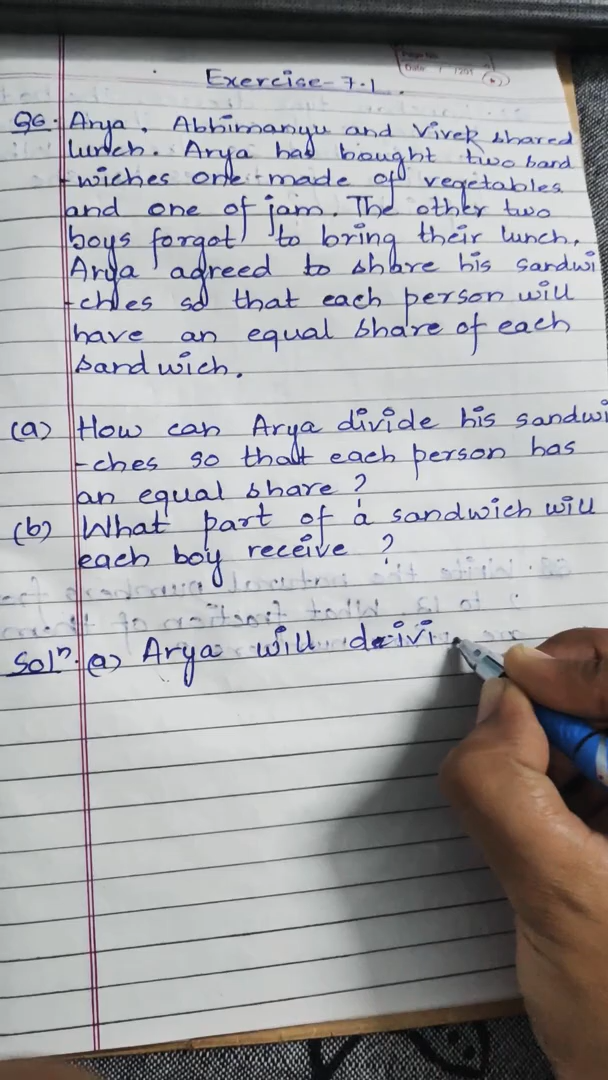 Exercise-7.1
Q6. Arya, Abhimanyu and Vivek shared
lunch. Arya has bought two sand
-wiches one made of vegetables
and one of jam. The other two
boys forgot to bring their lunch.
Arya agreed to share his sandwi
-ches so that each person will
have an equal share of each
sandwich.
(a) How can Arya divide his sandwi
-ches so that each person has
an equal share?
(b) What part of a sandwich will
each boy receive?
Solⁿ. (a) Arya will divi